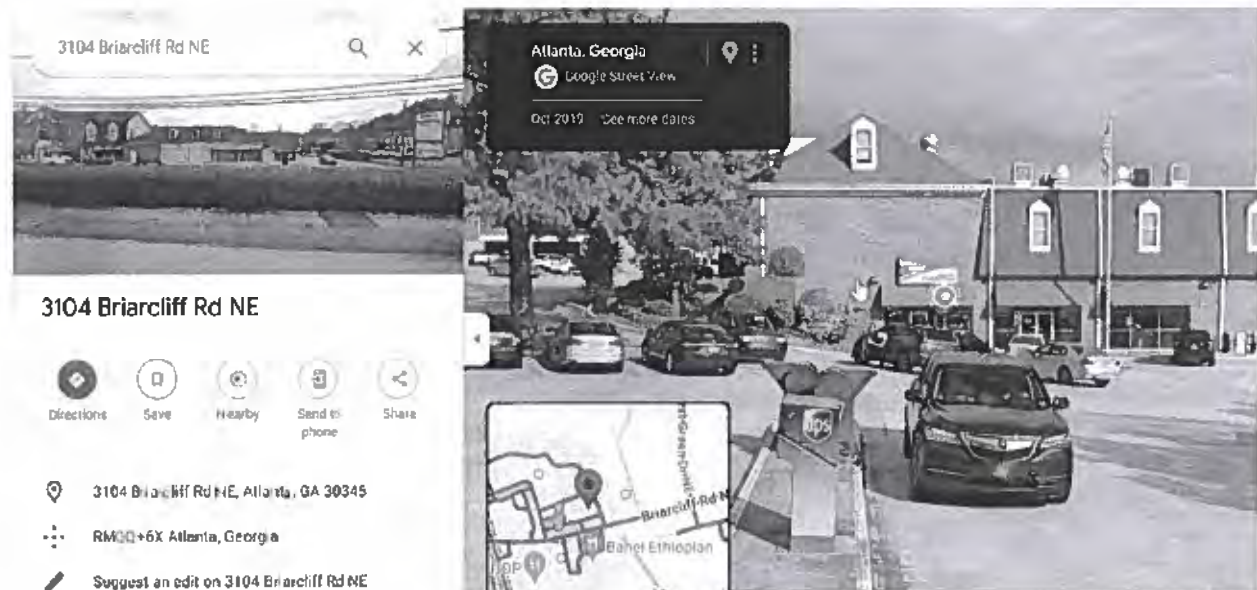 3104 Briarcliff Rd NE
Atlanta, Georgia
Google Street View
Oct 2019 See more dates
3104 Briarcliff Rd NE
Directions
Save
Nearby
Send to phone
Share
3104 Briarcliff Rd NE, Atlanta, GA 30345
+6X Atlanta, Georgia
Suggest an edit on 3104 Briarcliff Rd NE
ups
Briarcliff Rd N
Bahel Ethiopian